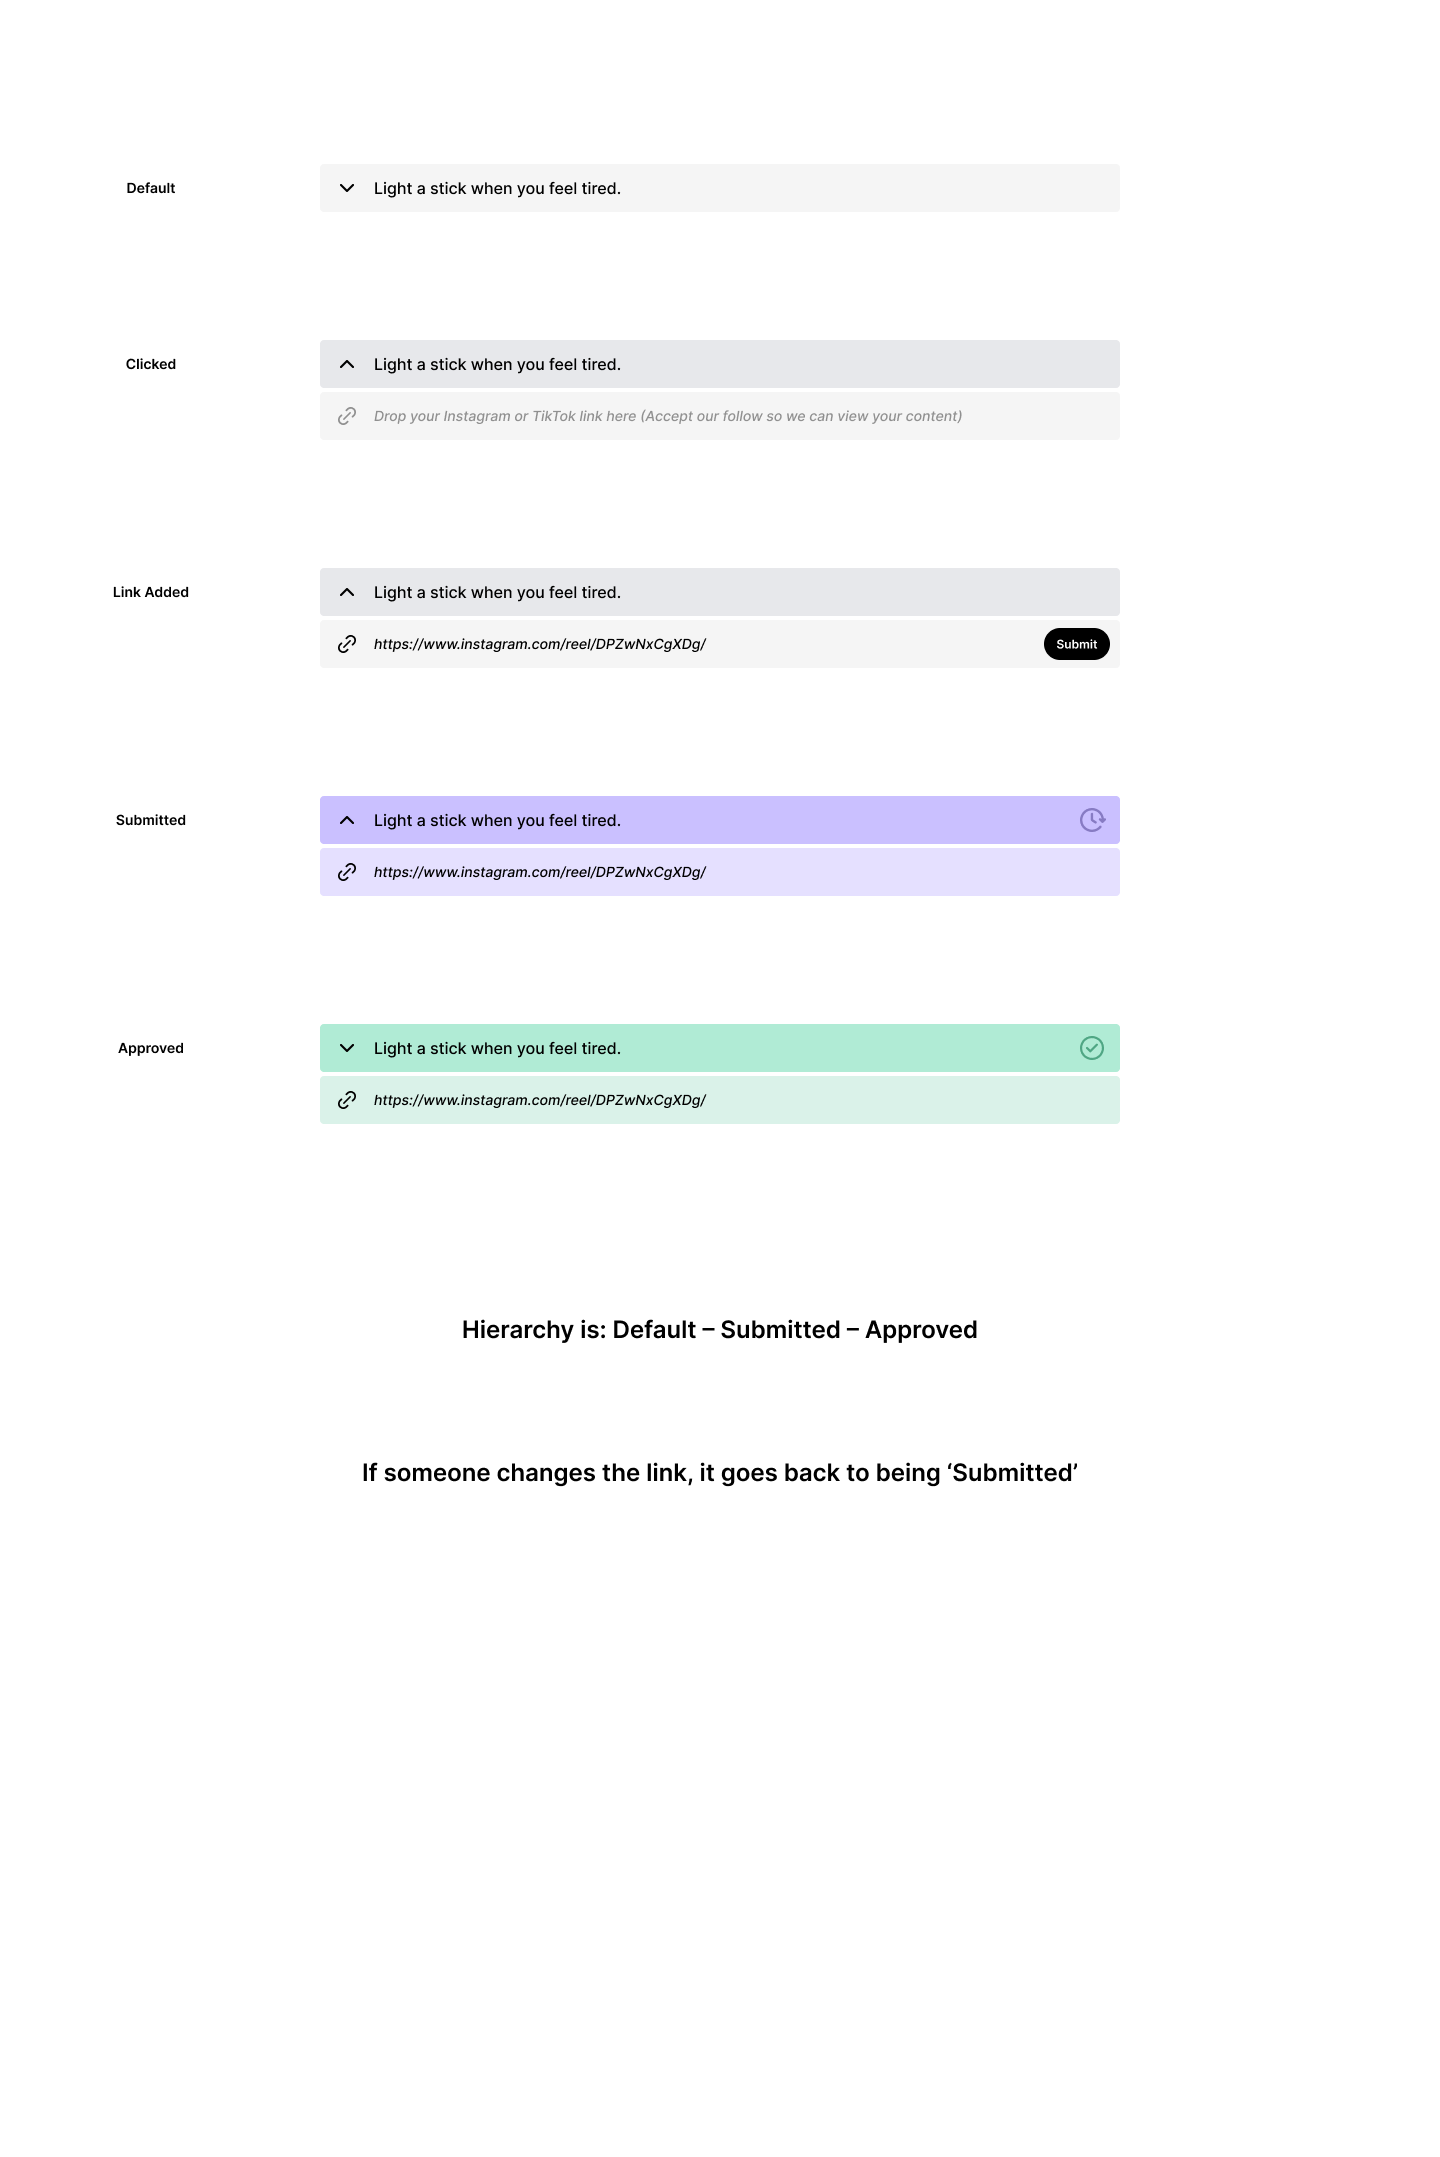 Default
Light a stick when you feel tired.
Clicked
Light a stick when you feel tired.
Drop your Instagram or TikTok link here (Accept our follow so we can view your content)
Link Added
Light a stick when you feel tired.
https://www.instagram.com/reel/DPZwNxCgXDg/
Submit
Submitted
Light a stick when you feel tired.
https://www.instagram.com/reel/DPZwNxCgXDg/
Approved
Light a stick when you feel tired.
https://www.instagram.com/reel/DPZwNxCgXDg/
Hierarchy is: Default – Submitted – Approved
If someone changes the link, it goes back to being ‘Submitted’